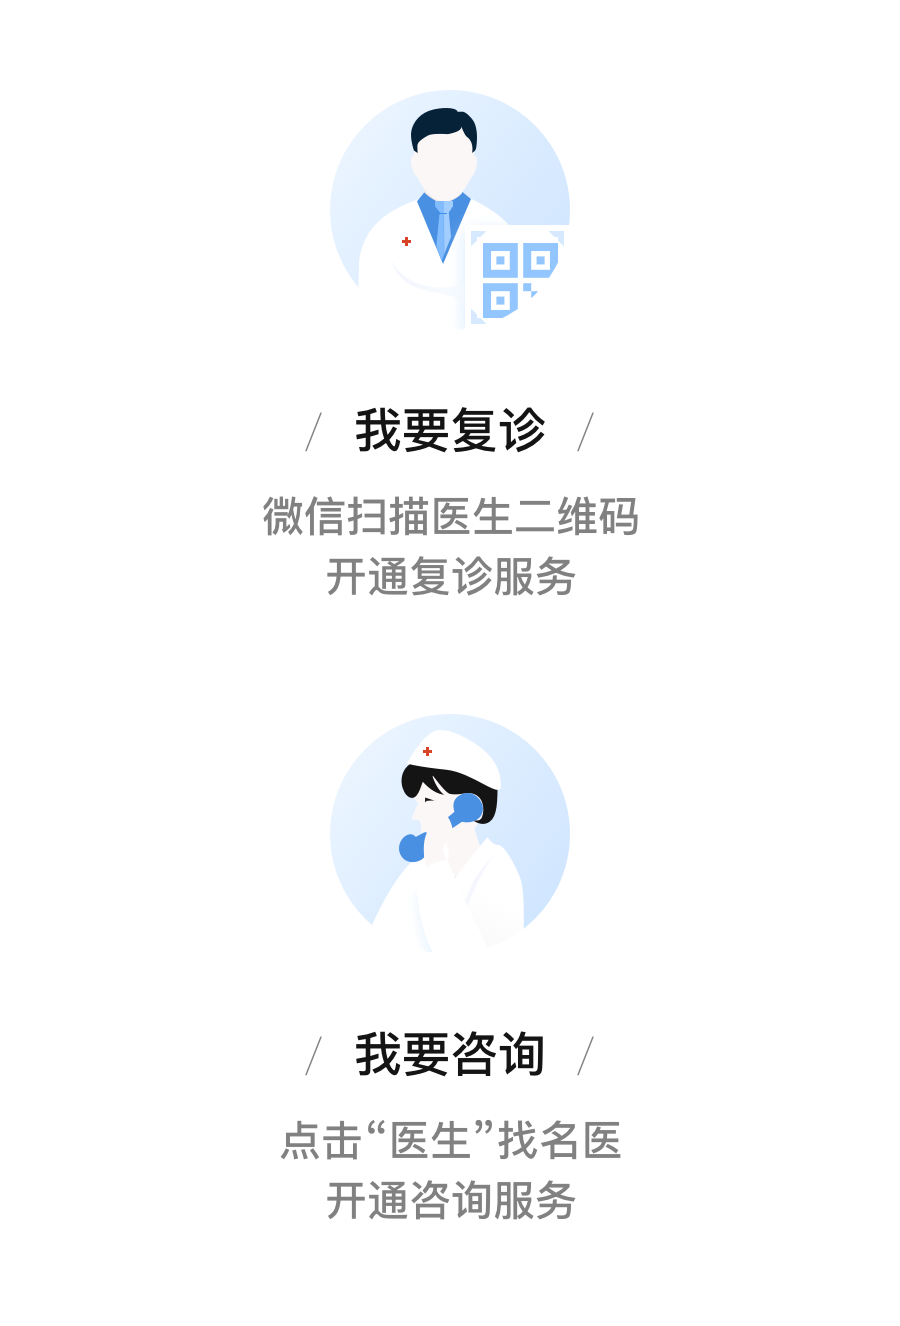 / 我要复诊 /
微信扫描医生二维码
开通复诊服务
/ 我要咨询 /
点击“医生”找名医
开通咨询服务